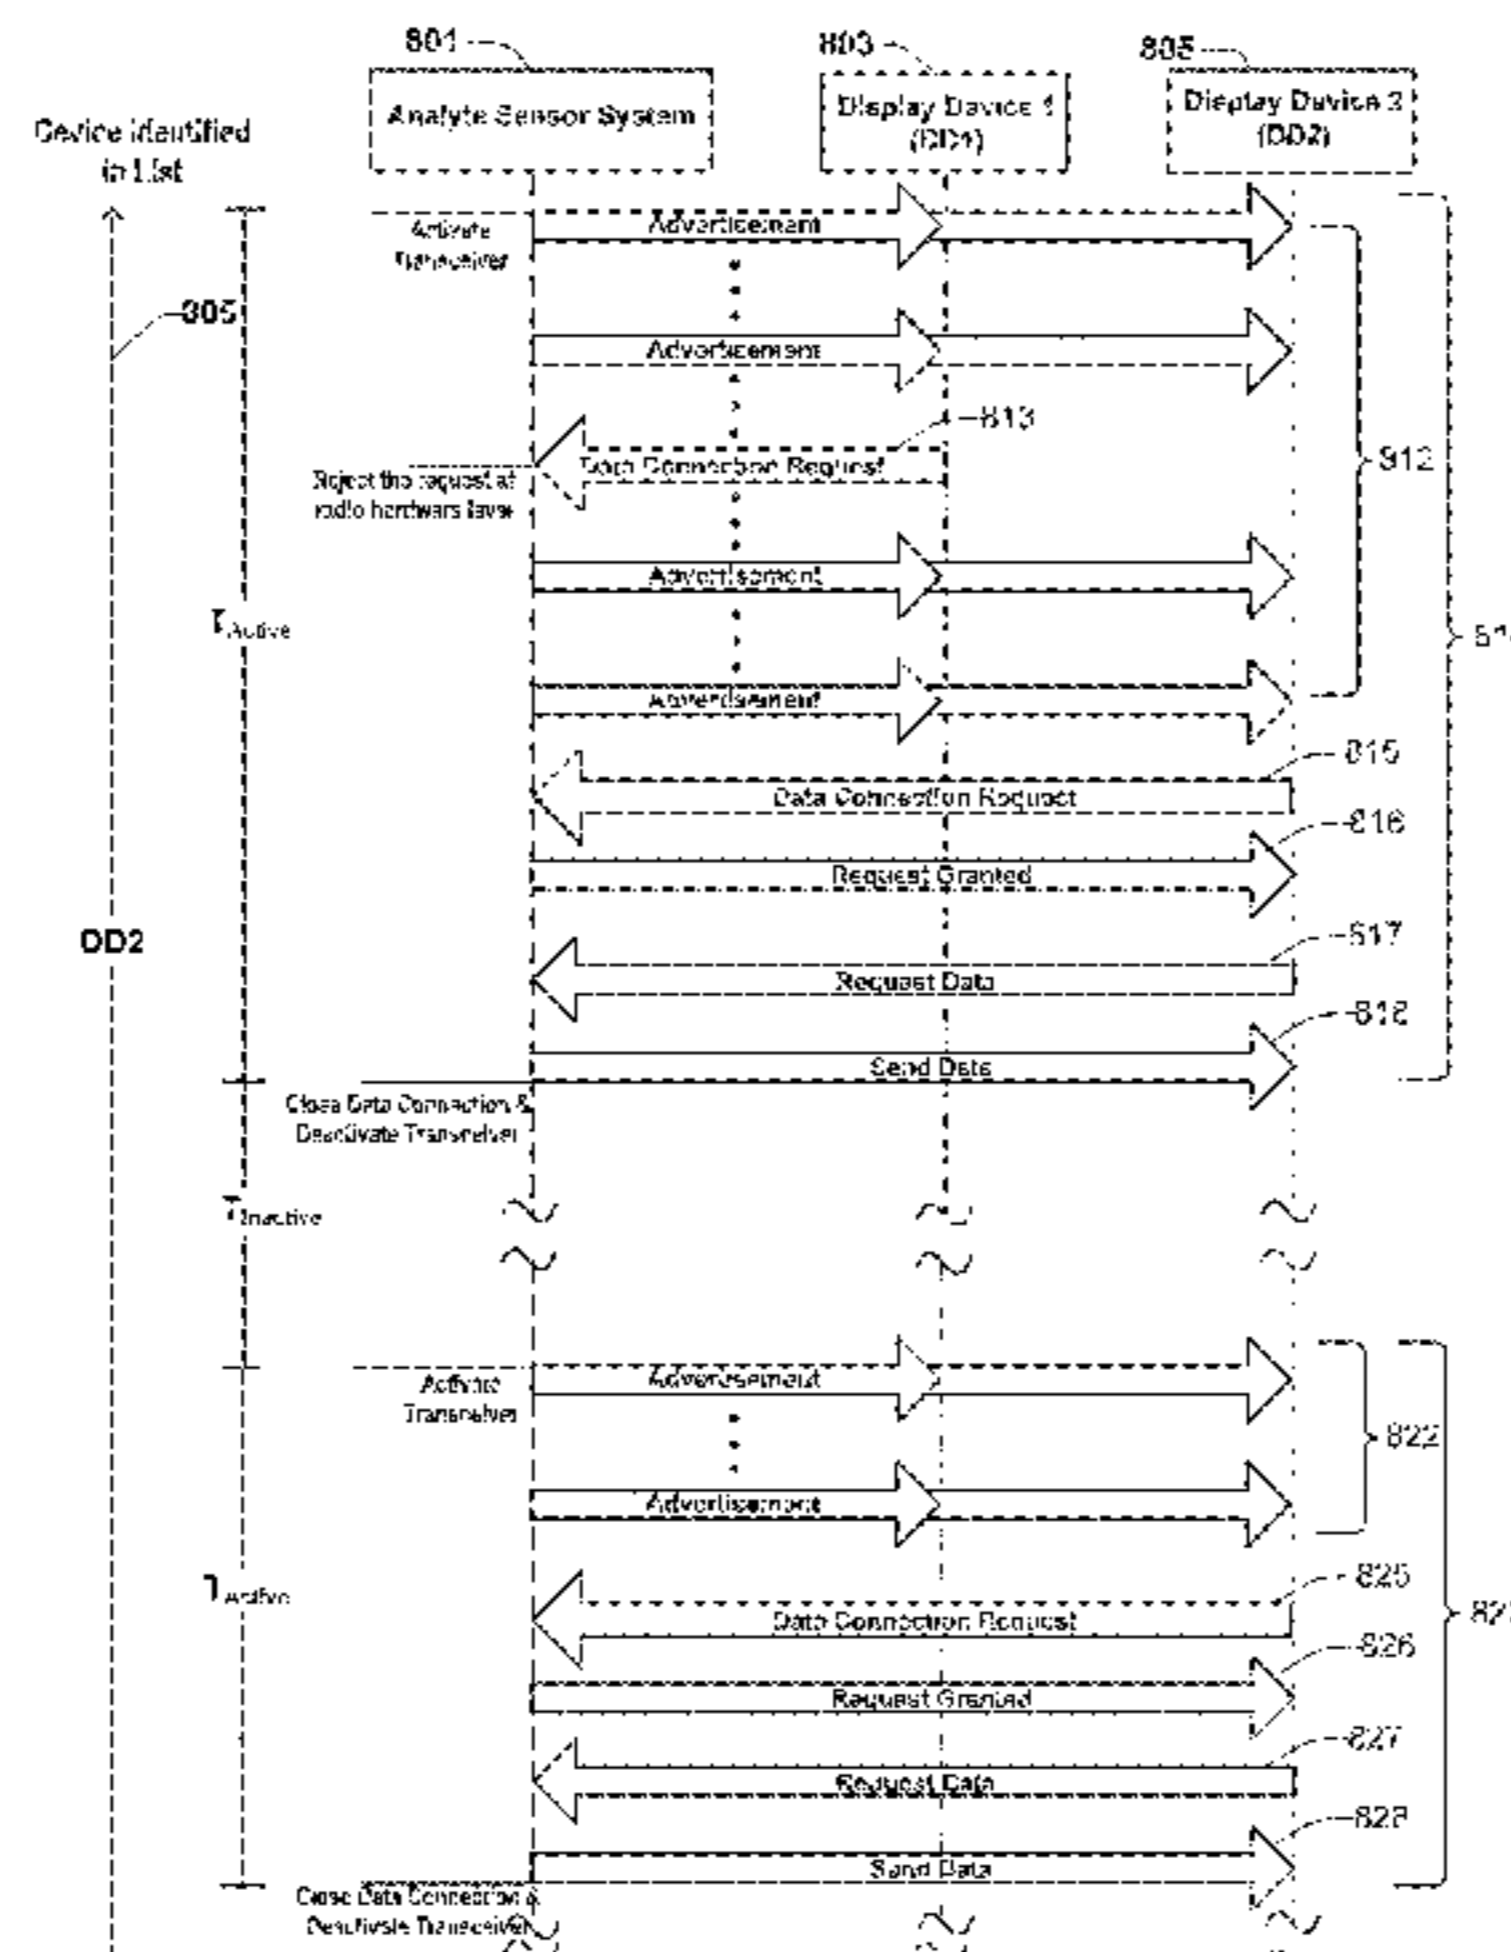 801
803
805
Analyte Sensor System
Display Device 1
(DD1)
Display Device 2
(DD2)
Device Identified
in List
Activate
Transceiver
Advertisement
805
Advertisement
813
Data Connection Request
812
Reject the request at
radio hardware layer
Advertisement
TActive
Advertisement
815
Data Connection Request
816
Request Granted
DD2
817
Request Data
818
Send Data
Close Data Connection &
Deactivate Transceiver
TInactive
Activate
Transceiver
Advertisement
822
Advertisement
825
TActive
Data Connection Request
826
Request Granted
827
Request Data
828
Send Data
Close Data Connection &
Deactivate Transceiver